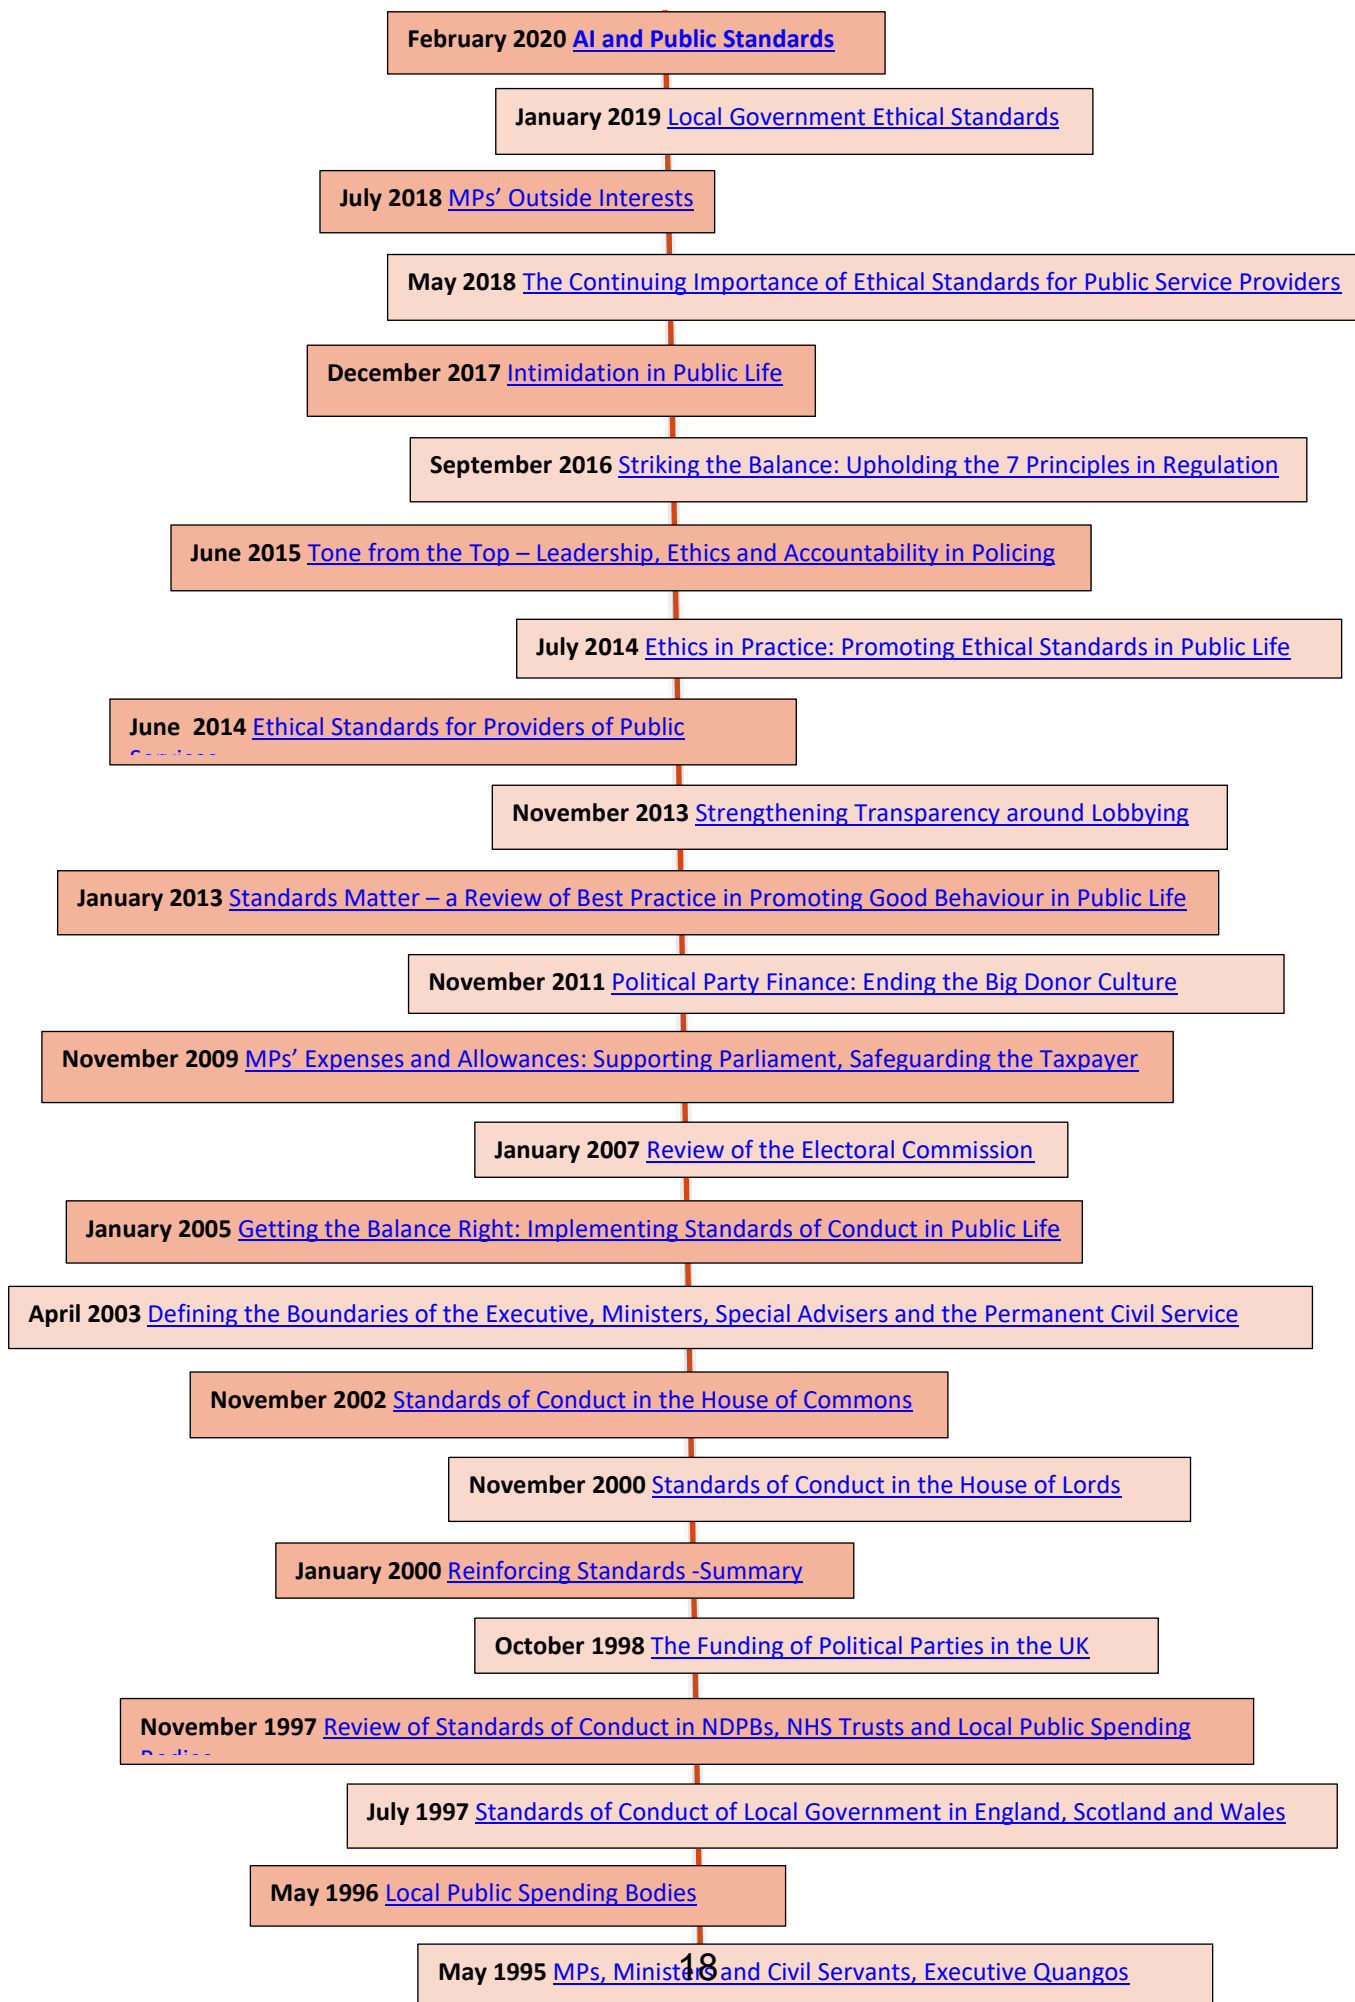 February 2020 AI and Public Standards
January 2019 Local Government Ethical Standards
July 2018 MPs’ Outside Interests
May 2018 The Continuing Importance of Ethical Standards for Public Service Providers
December 2017 Intimidation in Public Life
September 2016 Striking the Balance: Upholding the 7 Principles in Regulation
June 2015 Tone from the Top – Leadership, Ethics and Accountability in Policing
July 2014 Ethics in Practice: Promoting Ethical Standards in Public Life
June 2014 Ethical Standards for Providers of Public
November 2013 Strengthening Transparency around Lobbying
January 2013 Standards Matter – a Review of Best Practice in Promoting Good Behaviour in Public Life
November 2011 Political Party Finance: Ending the Big Donor Culture
November 2009 MPs’ Expenses and Allowances: Supporting Parliament, Safeguarding the Taxpayer
January 2007 Review of the Electoral Commission
January 2005 Getting the Balance Right: Implementing Standards of Conduct in Public Life
April 2003 Defining the Boundaries of the Executive, Ministers, Special Advisers and the Permanent Civil Service
November 2002 Standards of Conduct in the House of Commons
November 2000 Standards of Conduct in the House of Lords
January 2000 Reinforcing Standards -Summary
October 1998 The Funding of Political Parties in the UK
November 1997 Review of Standards of Conduct in NDPBs, NHS Trusts and Local Public Spending
July 1997 Standards of Conduct of Local Government in England, Scotland and Wales
May 1996 Local Public Spending Bodies
May 1995 MPs, Ministers and Civil Servants, Executive Quangos
18